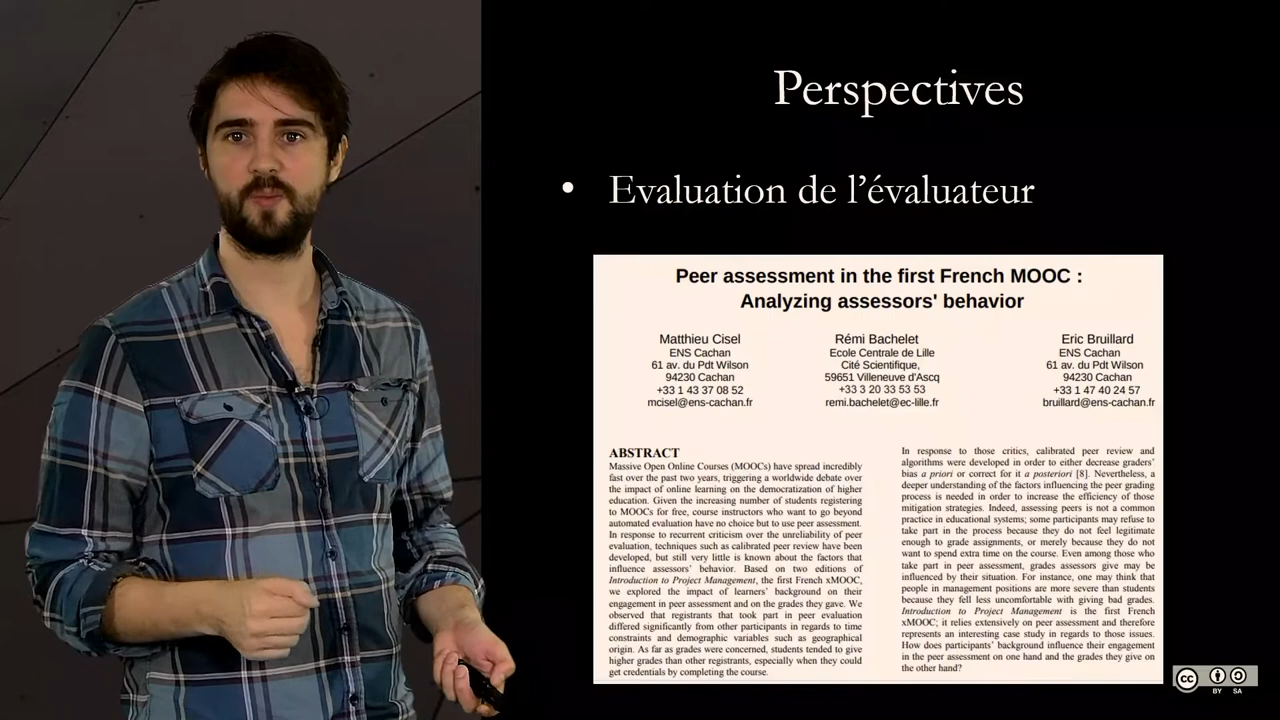 Perspectives
• Evaluation de l’évaluateur
Peer assessment in the first French MOOC :
Analyzing assessors' behavior
Matthieu Cisel
ENS Cachan
61 av. du Pdt Wilson
94230 Cachan
+33 1 43 37 08 52
mcisel@ens-cachan.fr
Rémi Bachelet
Ecole Centrale de Lille
Cité Scientifique,
59651 Villeneuve d'Ascq
+33 3 20 33 53 53
remi.bachelet@ec-lille.fr
Eric Bruillard
ENS Cachan
61 av. du Pdt Wilson
94230 Cachan
+33 1 47 40 24 57
bruillard@ens-cachan.fr
ABSTRACT
Massive Open Online Courses (MOOCs) have spread incredibly
fast over the past two years, triggering a worldwide debate over
the impact of online learning on the democratization of higher
education. Given the increasing number of students registering
to MOOCs for free, course instructors who want to go beyond
automated evaluation have no choice but to use peer assessment.
In response to recurrent criticism over the unreliability of peer
evaluation, techniques such as calibrated peer review have been
developed, but still very little is known about the factors that
influence assessors' behavior. Based on two editions of
Introduction to Project Management, the first French xMOOC,
we explored the impact of learners' background on their
engagement in peer assessment and on the grades they gave. We
observed that registrants that took part in peer evaluation
differed significantly from other participants in regards to time
constraints and demographic variables such as geographical
origin. As far as grades were concerned, students tended to give
higher grades than other registrants, especially when they could
get credentials by completing the course.
In response to those critics, calibrated peer review and
algorithms were developed in order to either decrease graders'
bias a priori or correct for it a posteriori [8]. Nevertheless, a
deeper understanding of the factors influencing the peer grading
process is needed in order to increase the efficiency of those
mitigation strategies. Indeed, assessing peers is not a common
practice in educational systems; some participants may refuse to
take part in the process because they do not feel legitimate
enough to grade assignments, or merely because they do not
want to spend extra time on the course. Even among those who
take part in peer assessment, grades assessors give may be
influenced by their situation. For instance, one may think that
people in management positions are more severe than students
because they fell less uncomfortable with giving bad grades.
Introduction to Project Management is the first French
xMOOC; it relies extensively on peer assessment and therefore
represents an interesting case study in regards to those issues.
How does participants' background influence their engagement
in the peer assessment on one hand and the grades they give on
the other hand?
cc
BY SA